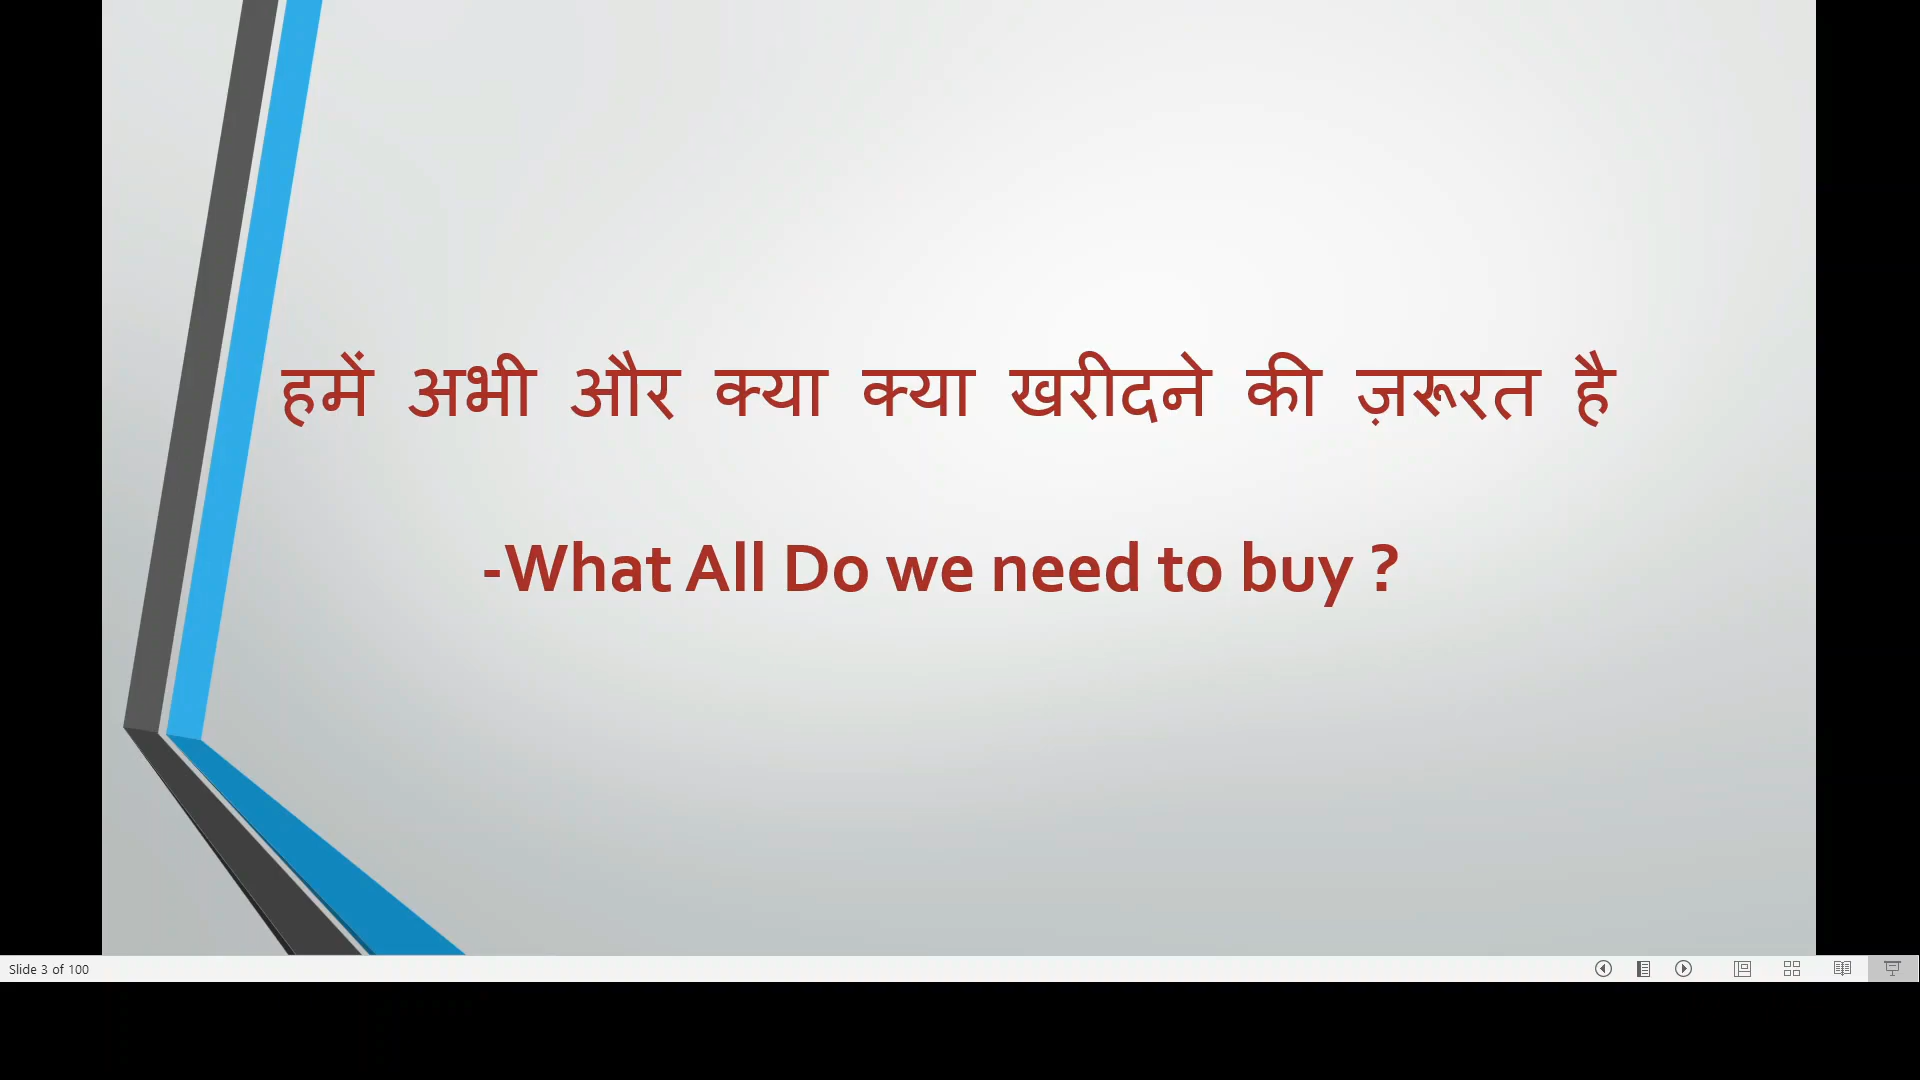 हमें अभी और क्या क्या खरीदने की ज़रूरत है
-What All Do we need to buy ?
Slide 3 of 100